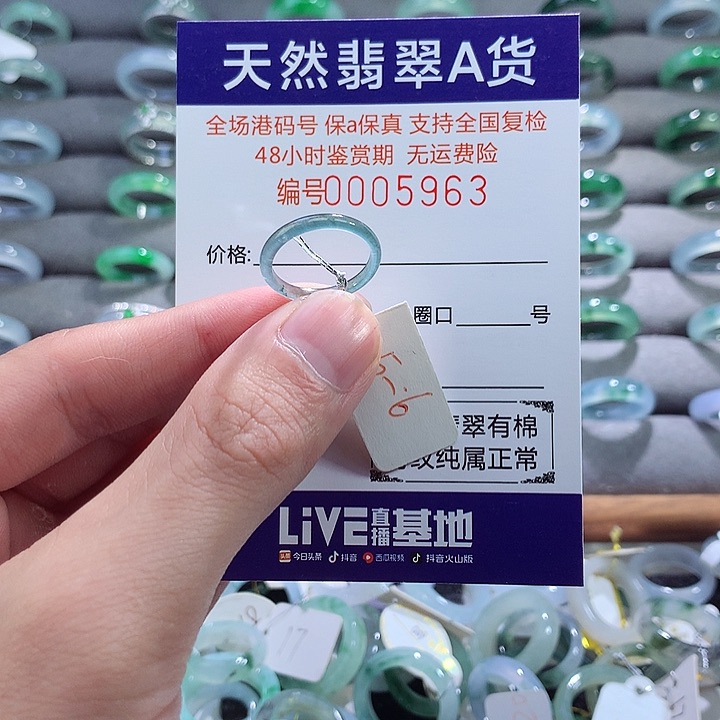 天然翡翠A货
全场港码号 保a保真 支持全国复检
48小时鉴赏期 无运费险
编号0005963
价格:
圈口 号
翠有棉
纹纯属正常
LiVE直播基地
头条 今日头条 抖音 西瓜视频 抖音火山版
17